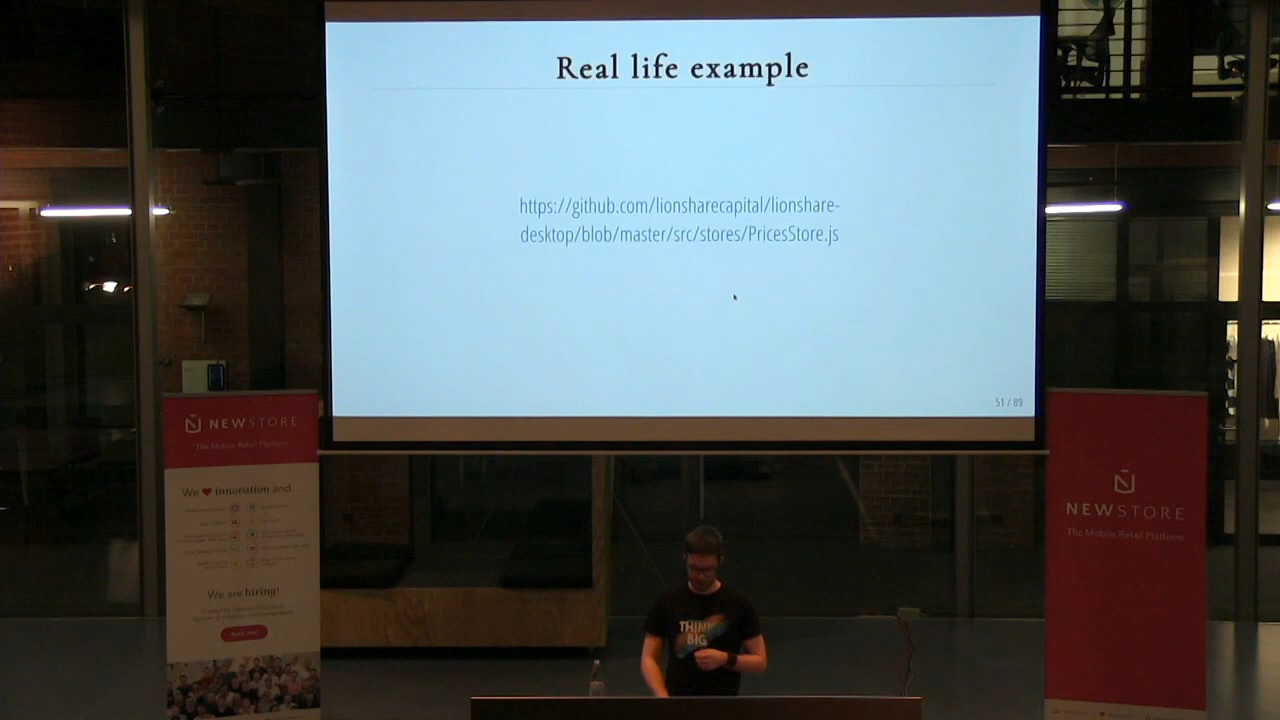 Real life example
https://github.com/lionsharecapital/lionshare-
desktop/blob/master/src/stores/PricesStore.js
51 / 89
NEWSTORE
The Mobile Retail Platform
We ❤ innovation and...
We are hiring!
NEWSTORE
The Mobile Retail Platform
THINK
BIG